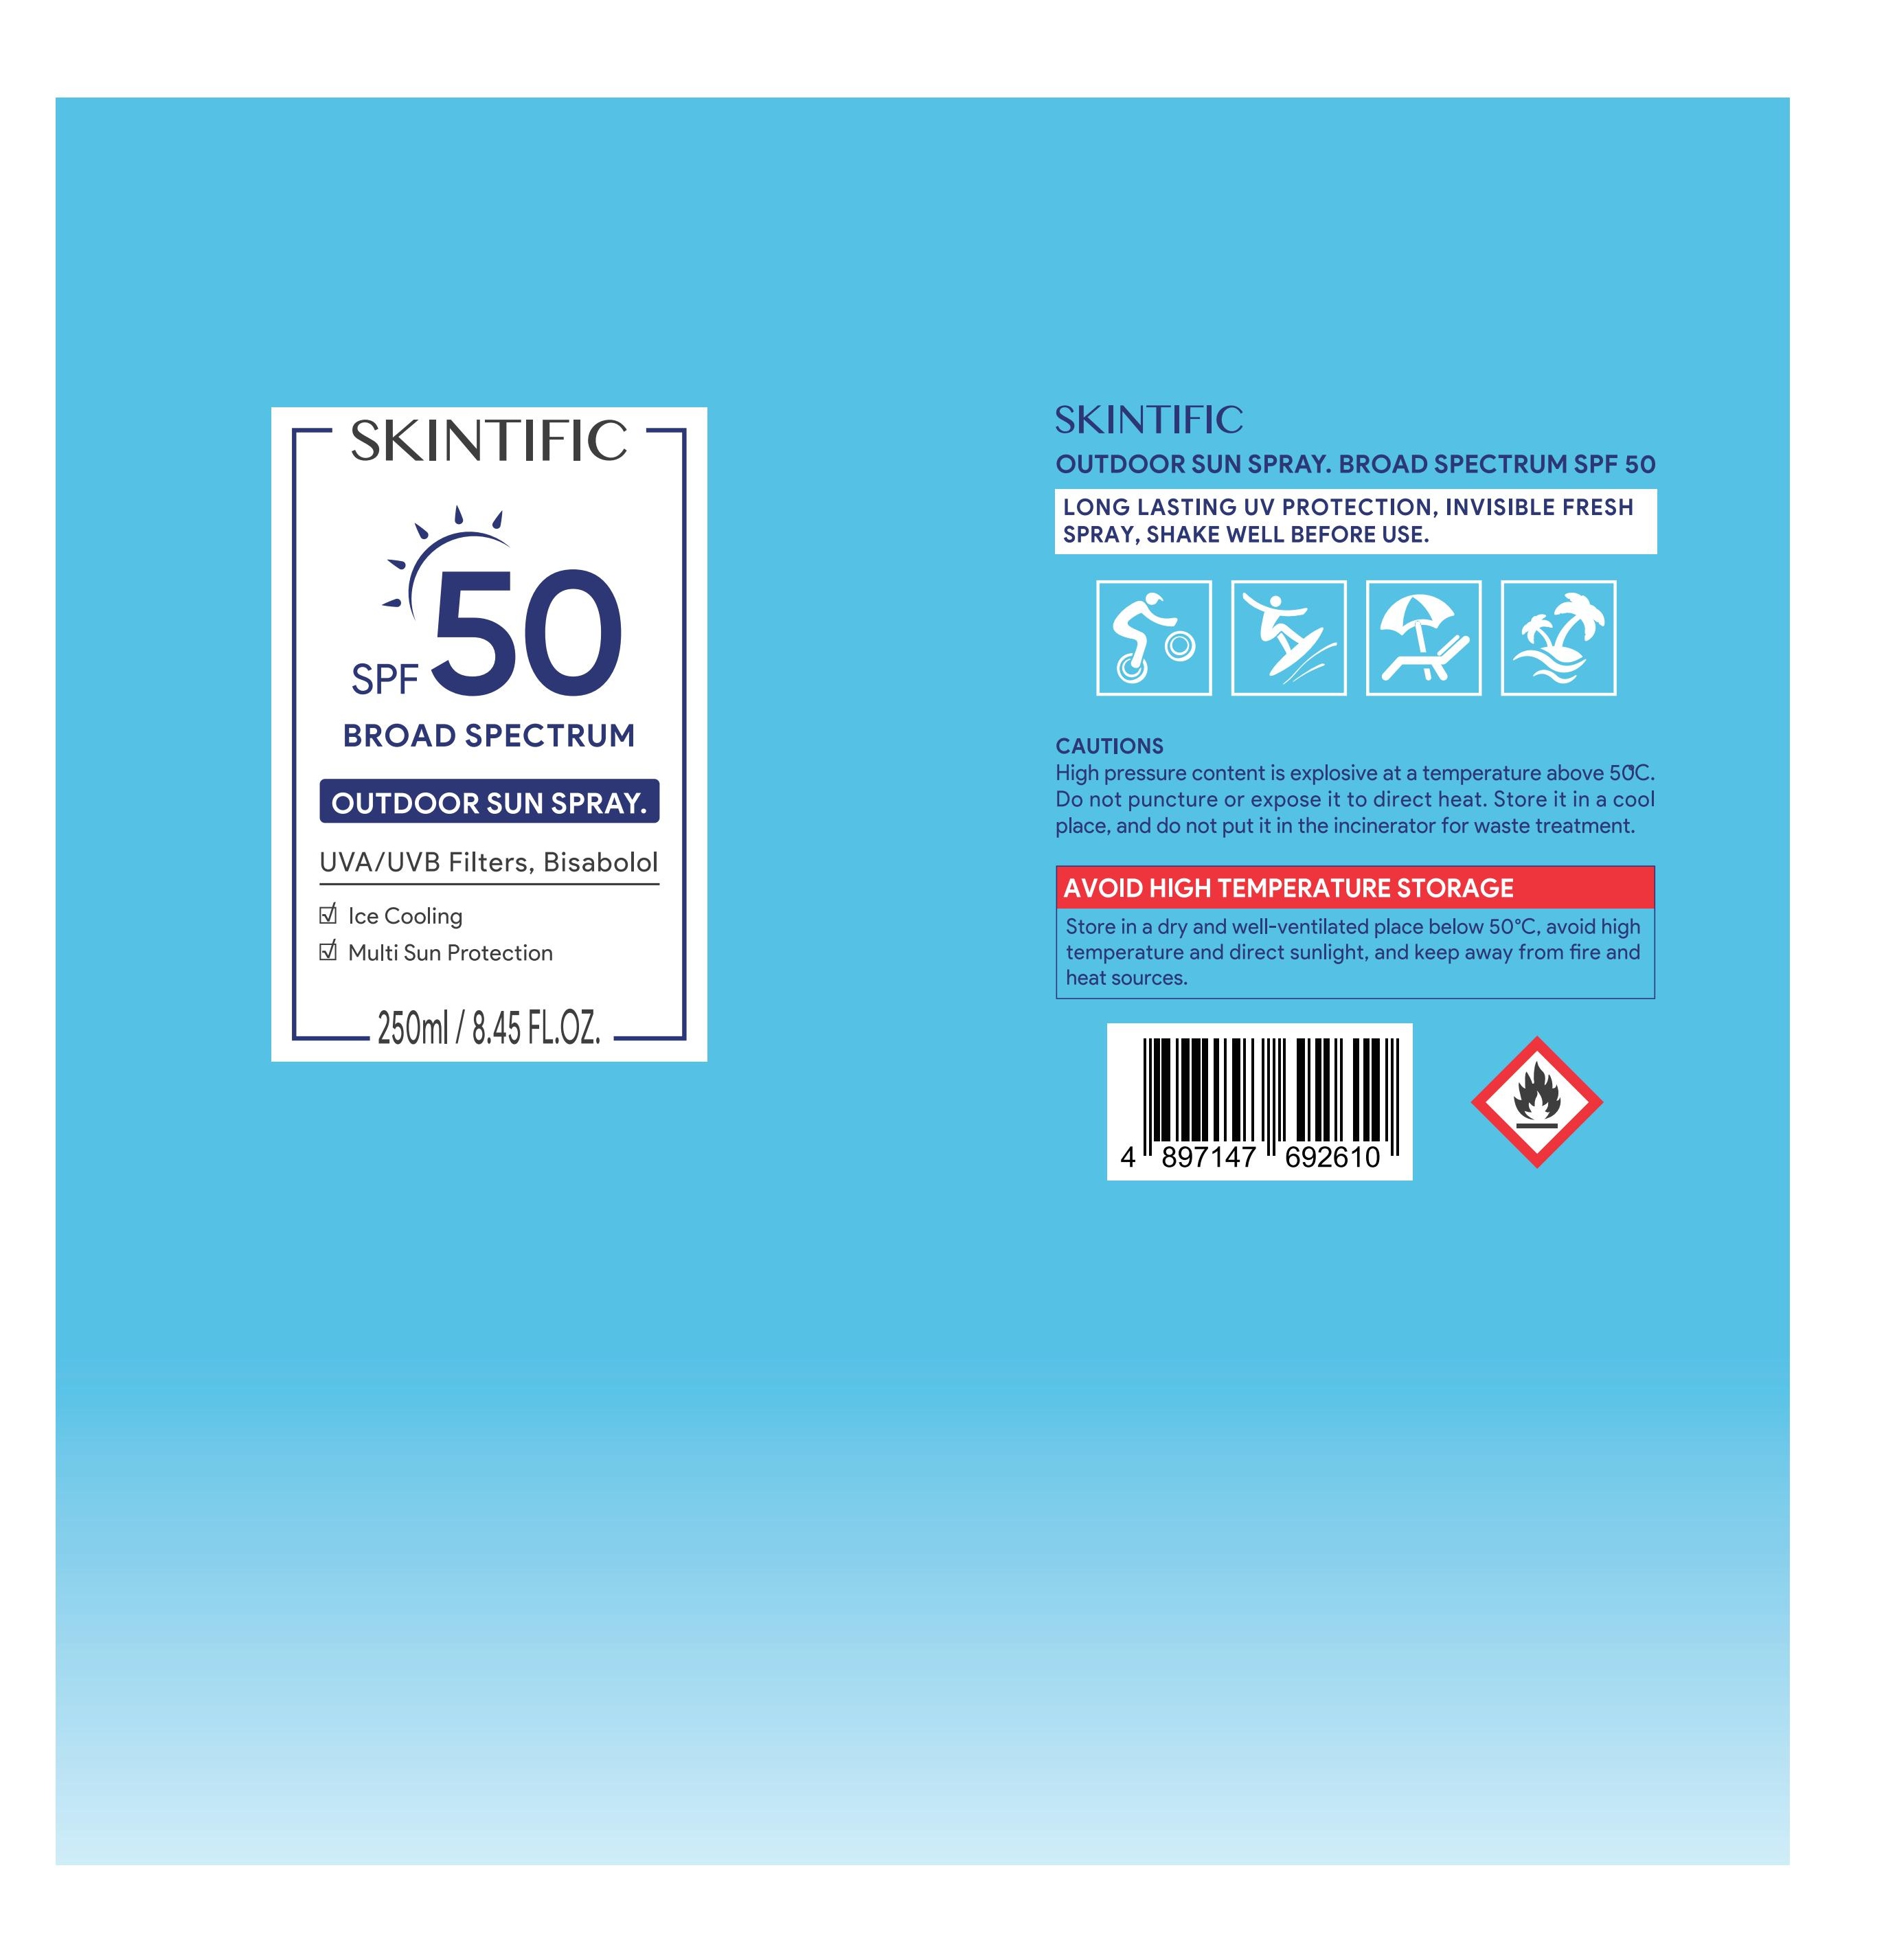 SKINTIFIC
SPF 50
BROAD SPECTRUM
OUTDOOR SUN SPRAY.
UVA/UVB Filters, Bisabolol
Ice Cooling
Multi Sun Protection
250ml / 8.45 FL.OZ.
SKINTIFIC
OUTDOOR SUN SPRAY. BROAD SPECTRUM SPF 50
LONG LASTING UV PROTECTION, INVISIBLE FRESH
SPRAY, SHAKE WELL BEFORE USE.
CAUTIONS
High pressure content is explosive at a temperature above 50°C.
Do not puncture or expose it to direct heat. Store it in a cool
place, and do not put it in the incinerator for waste treatment.
AVOID HIGH TEMPERATURE STORAGE
Store in a dry and well-ventilated place below 50°C, avoid high
temperature and direct sunlight, and keep away from fire and
heat sources.
4 897147 692610